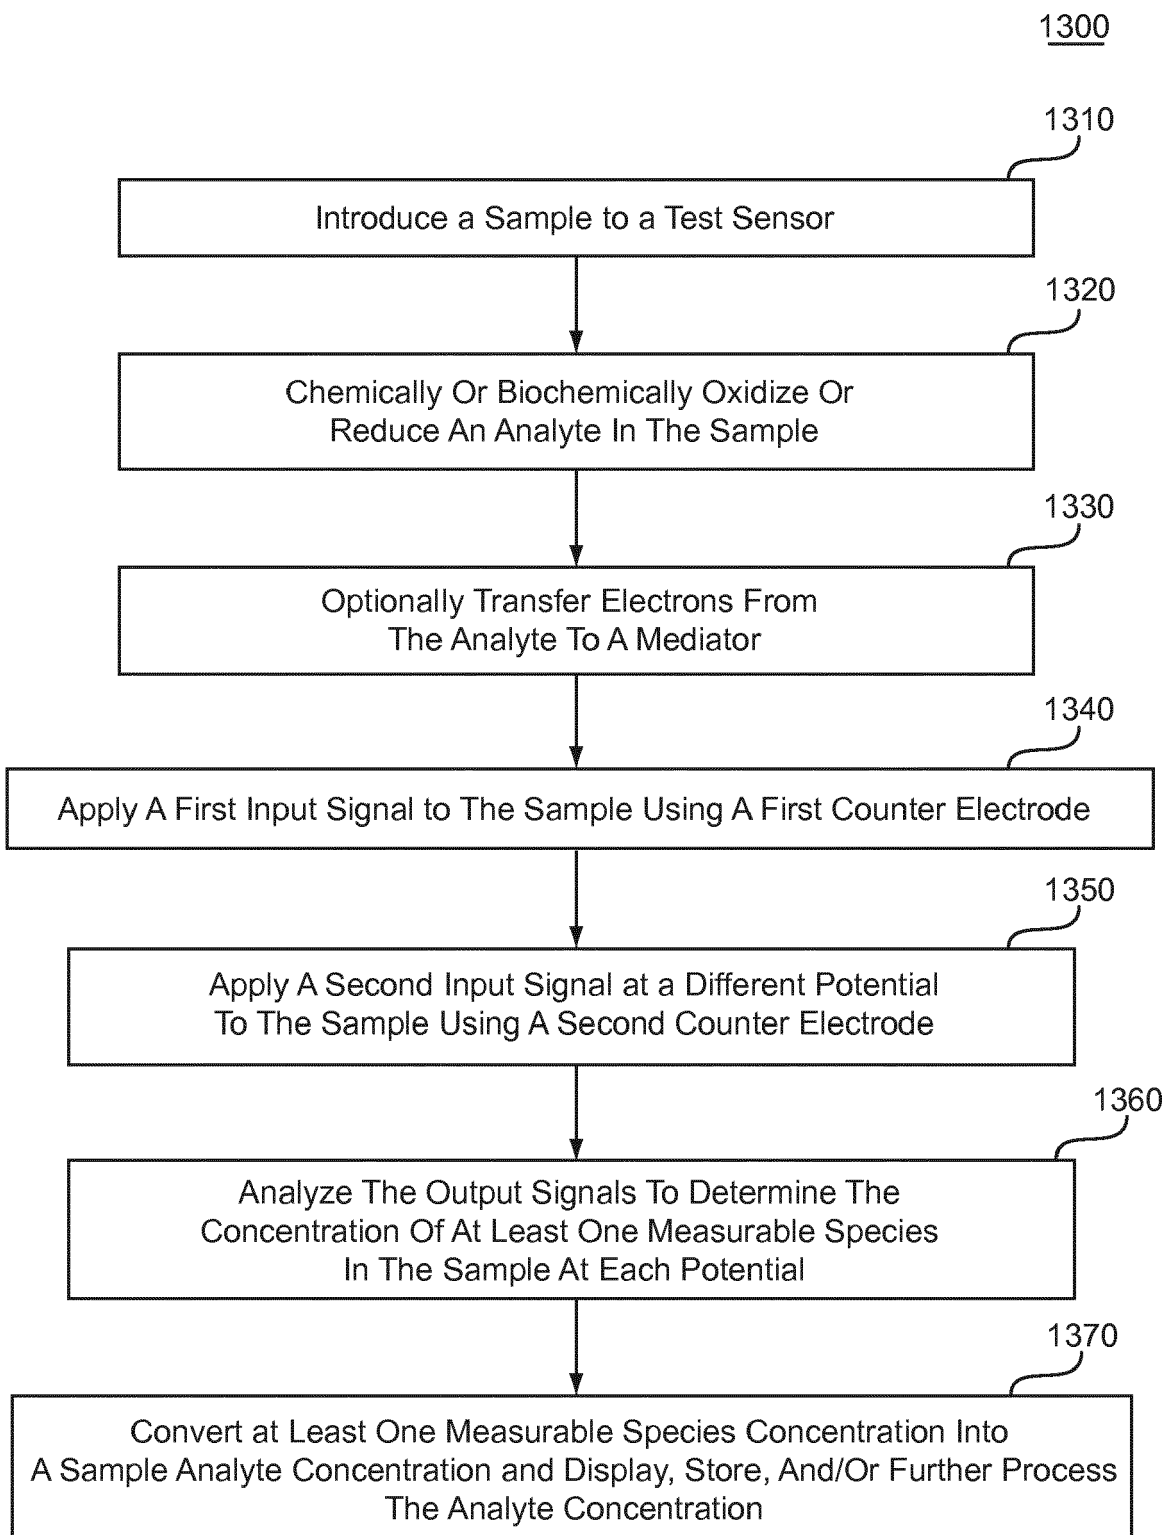 1300
1310
Introduce a Sample to a Test Sensor
1320
Chemically Or Biochemically Oxidize Or
Reduce An Analyte In The Sample
1330
Optionally Transfer Electrons From
The Analyte To A Mediator
1340
Apply A First Input Signal to The Sample Using A First Counter Electrode
1350
Apply A Second Input Signal at a Different Potential
To The Sample Using A Second Counter Electrode
1360
Analyze The Output Signals To Determine The
Concentration Of At Least One Measurable Species
In The Sample At Each Potential
1370
Convert at Least One Measurable Species Concentration Into
A Sample Analyte Concentration and Display, Store, And/Or Further Process
The Analyte Concentration